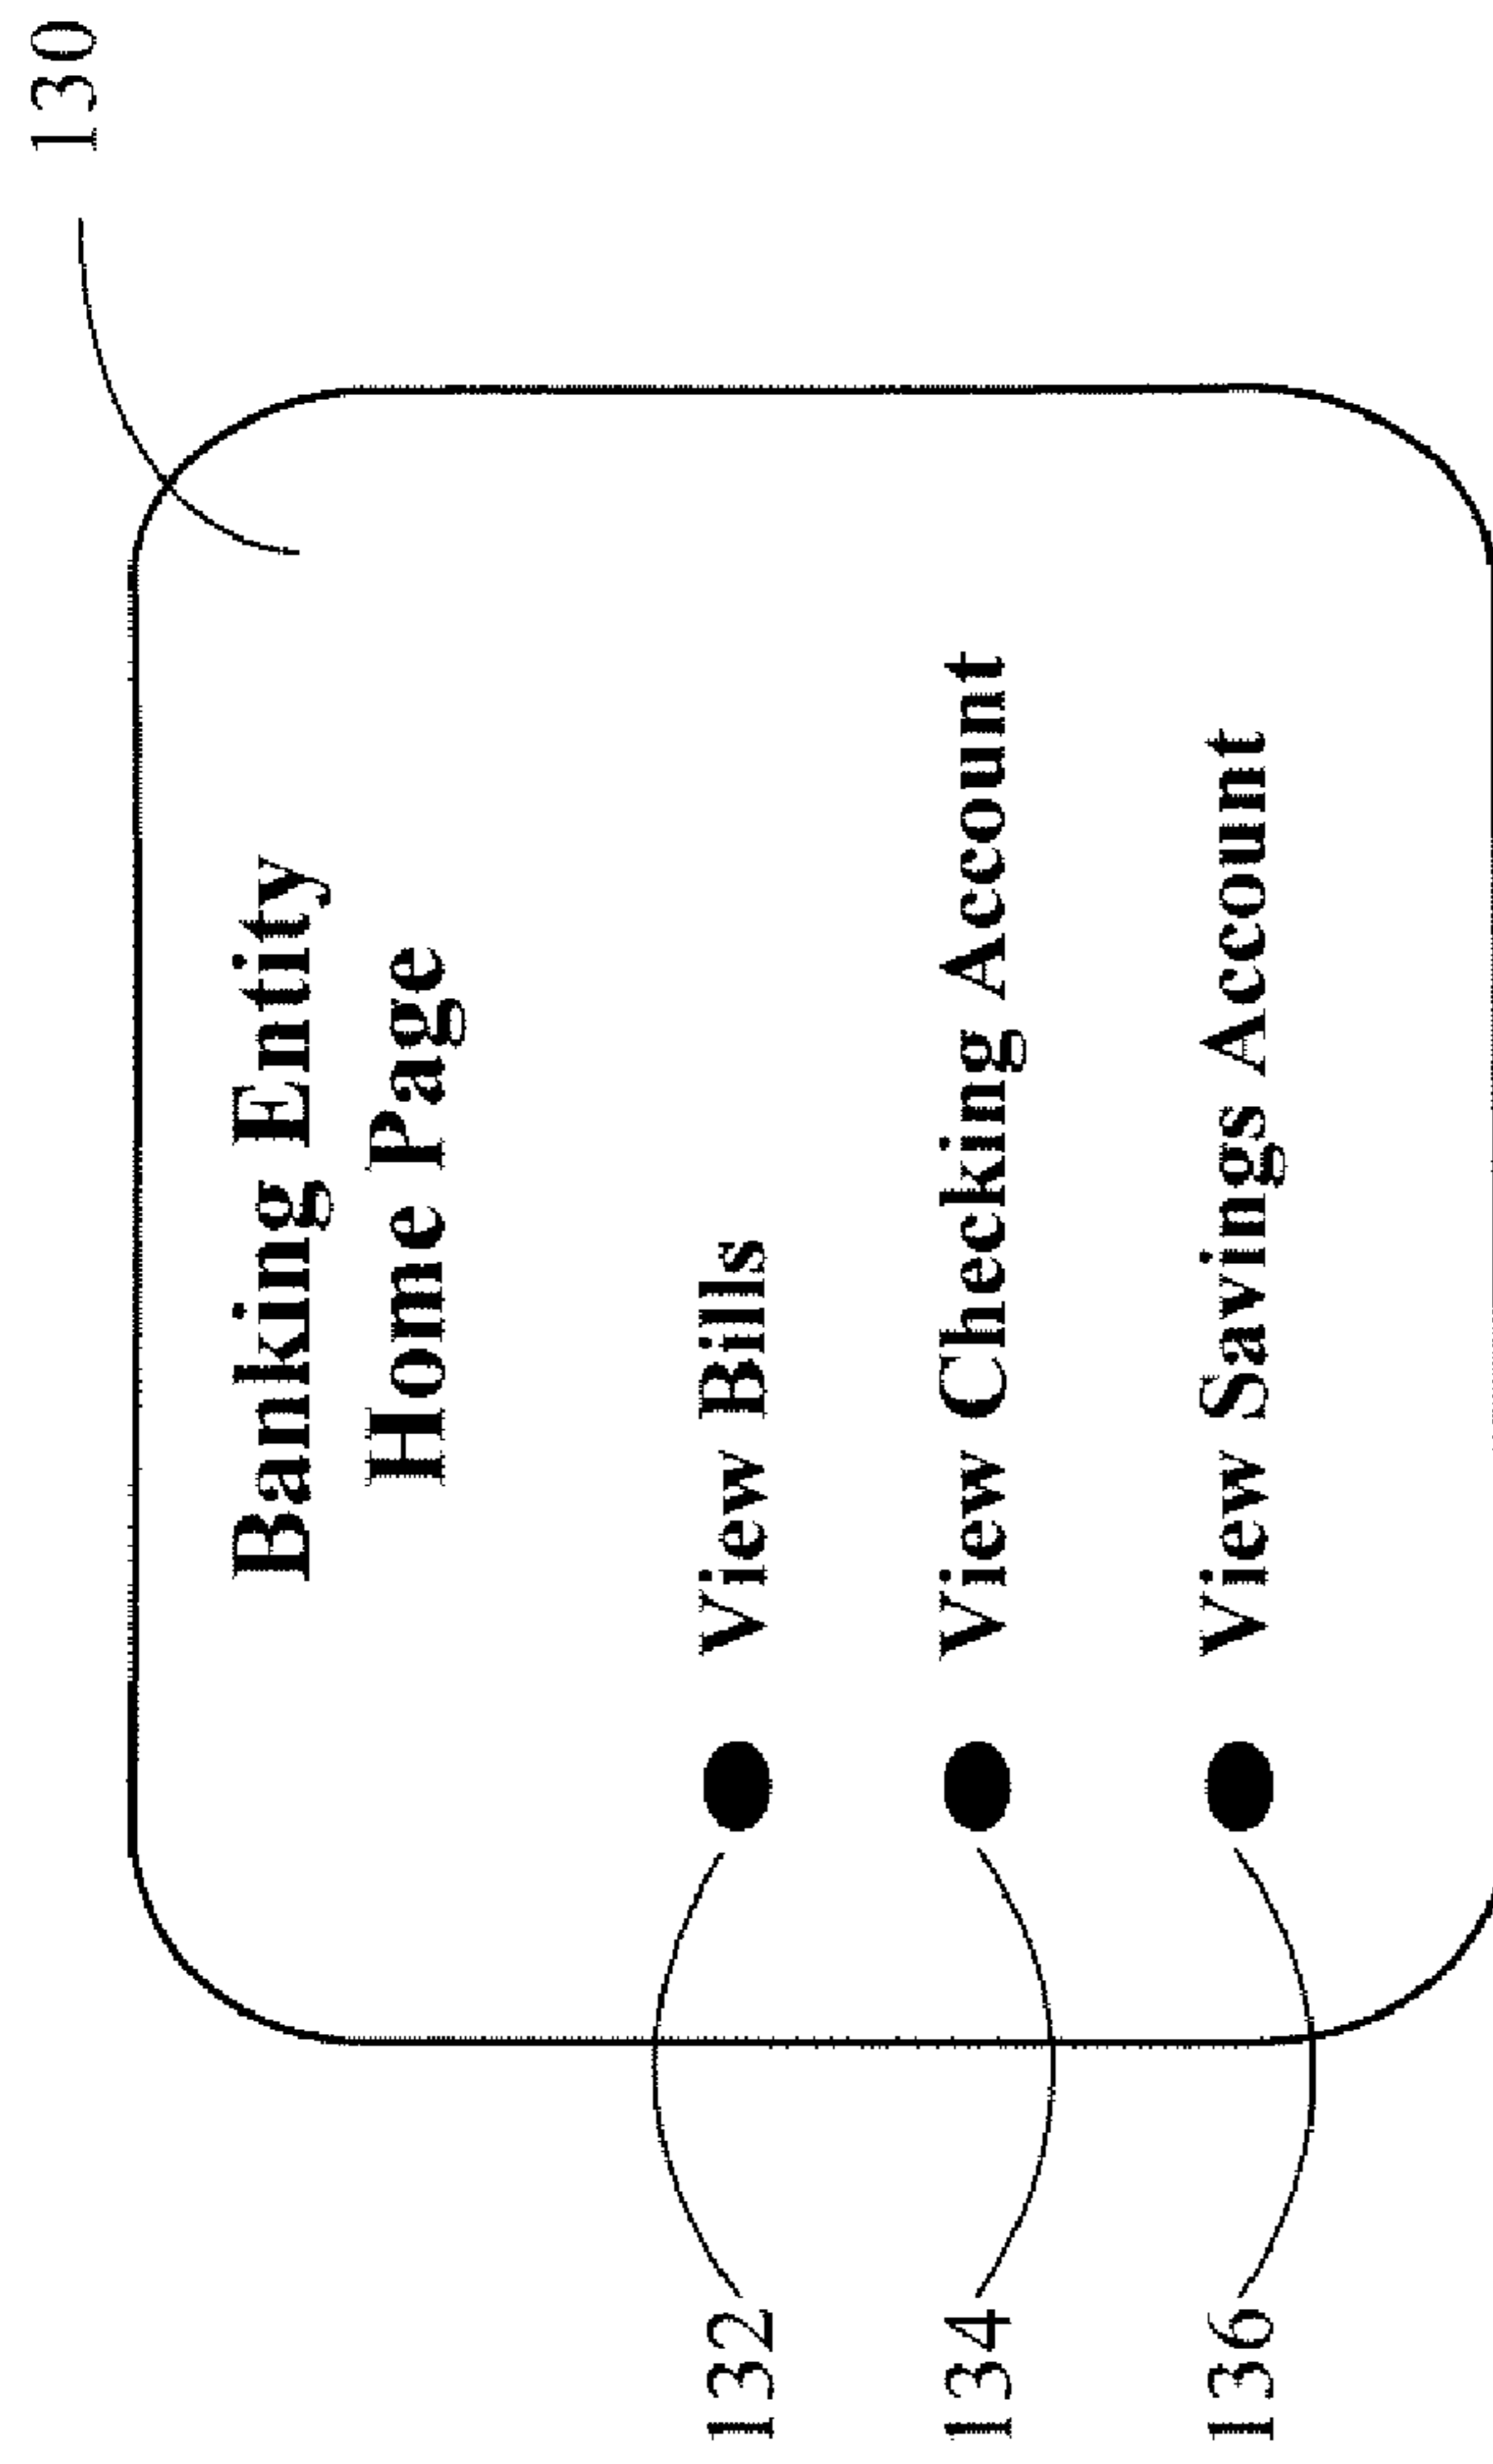 130
Banking Entity
Home Page
132 View Bills
134 View Checking Account
136 View Savings Account